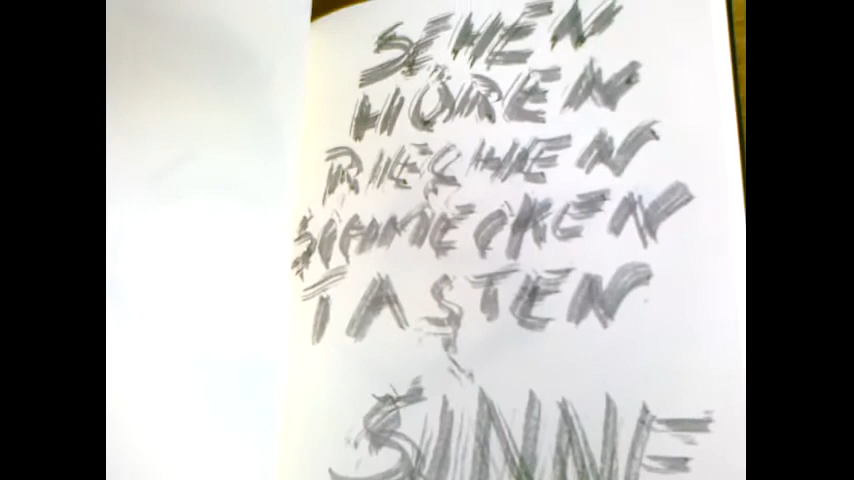 SEHEN
HÖREN
RIECHEN
SCHMECKEN
TASTEN
SINNE